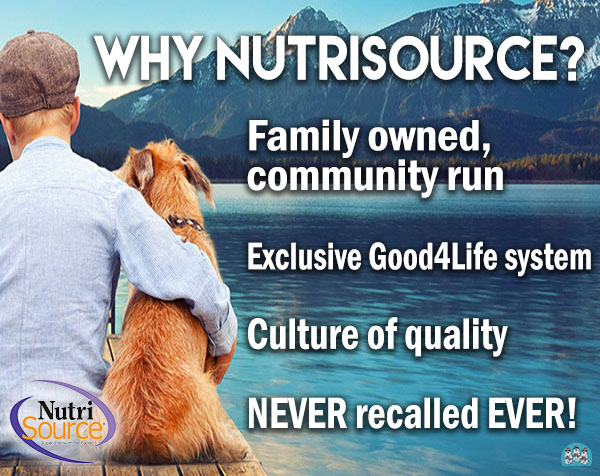 WHY NUTRISOURCE?
Family owned,
community run
Exclusive Good4Life system
Culture of quality
NEVER recalled EVER!
Nutri
Source